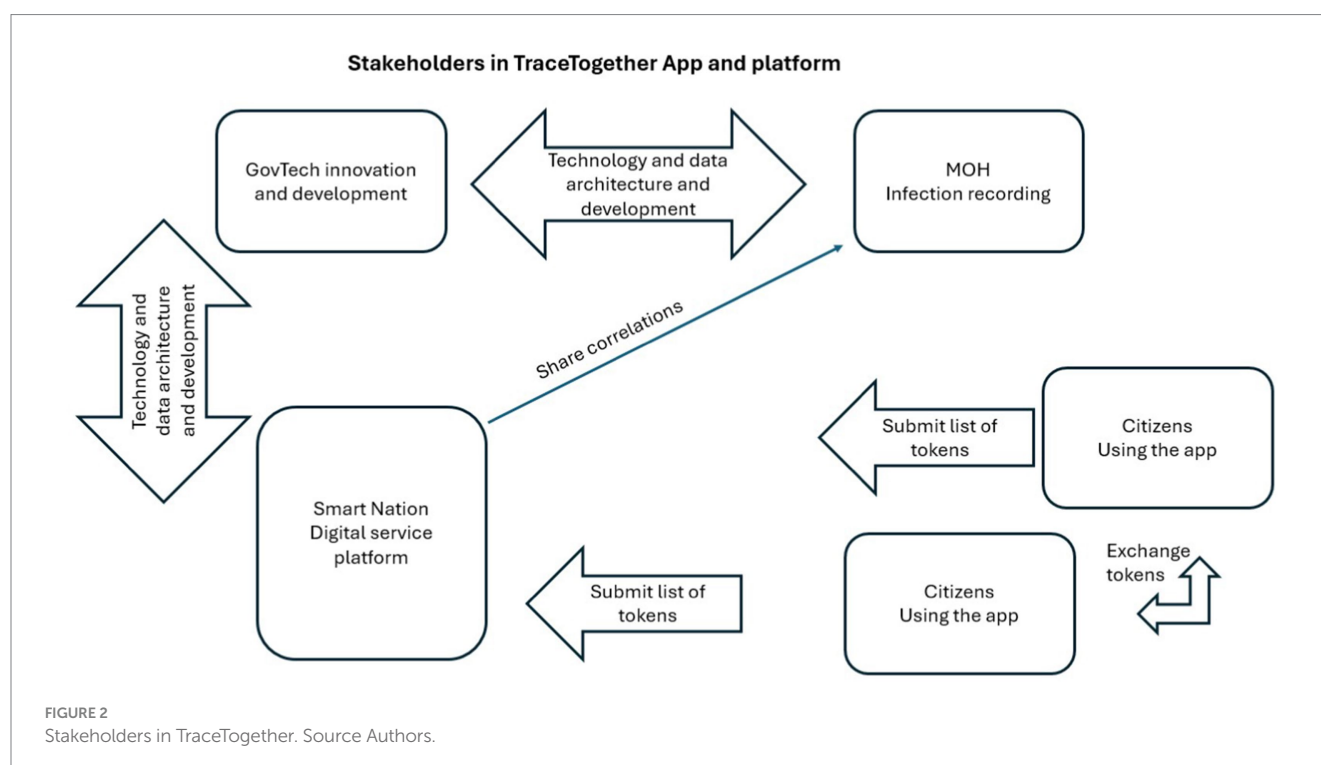 Stakeholders in TraceTogether App and platform
GovTech innovation
and development
Technology and data
architecture and
development
MOH
Infection recording
Technology and
data architecture
and development
Share correlations
Submit list of
tokens
Citizens
Using the app
Smart Nation
Digital service
platform
Submit list of
tokens
Citizens
Using the app
Exchange
tokens
FIGURE 2
Stakeholders in TraceTogether. Source Authors.